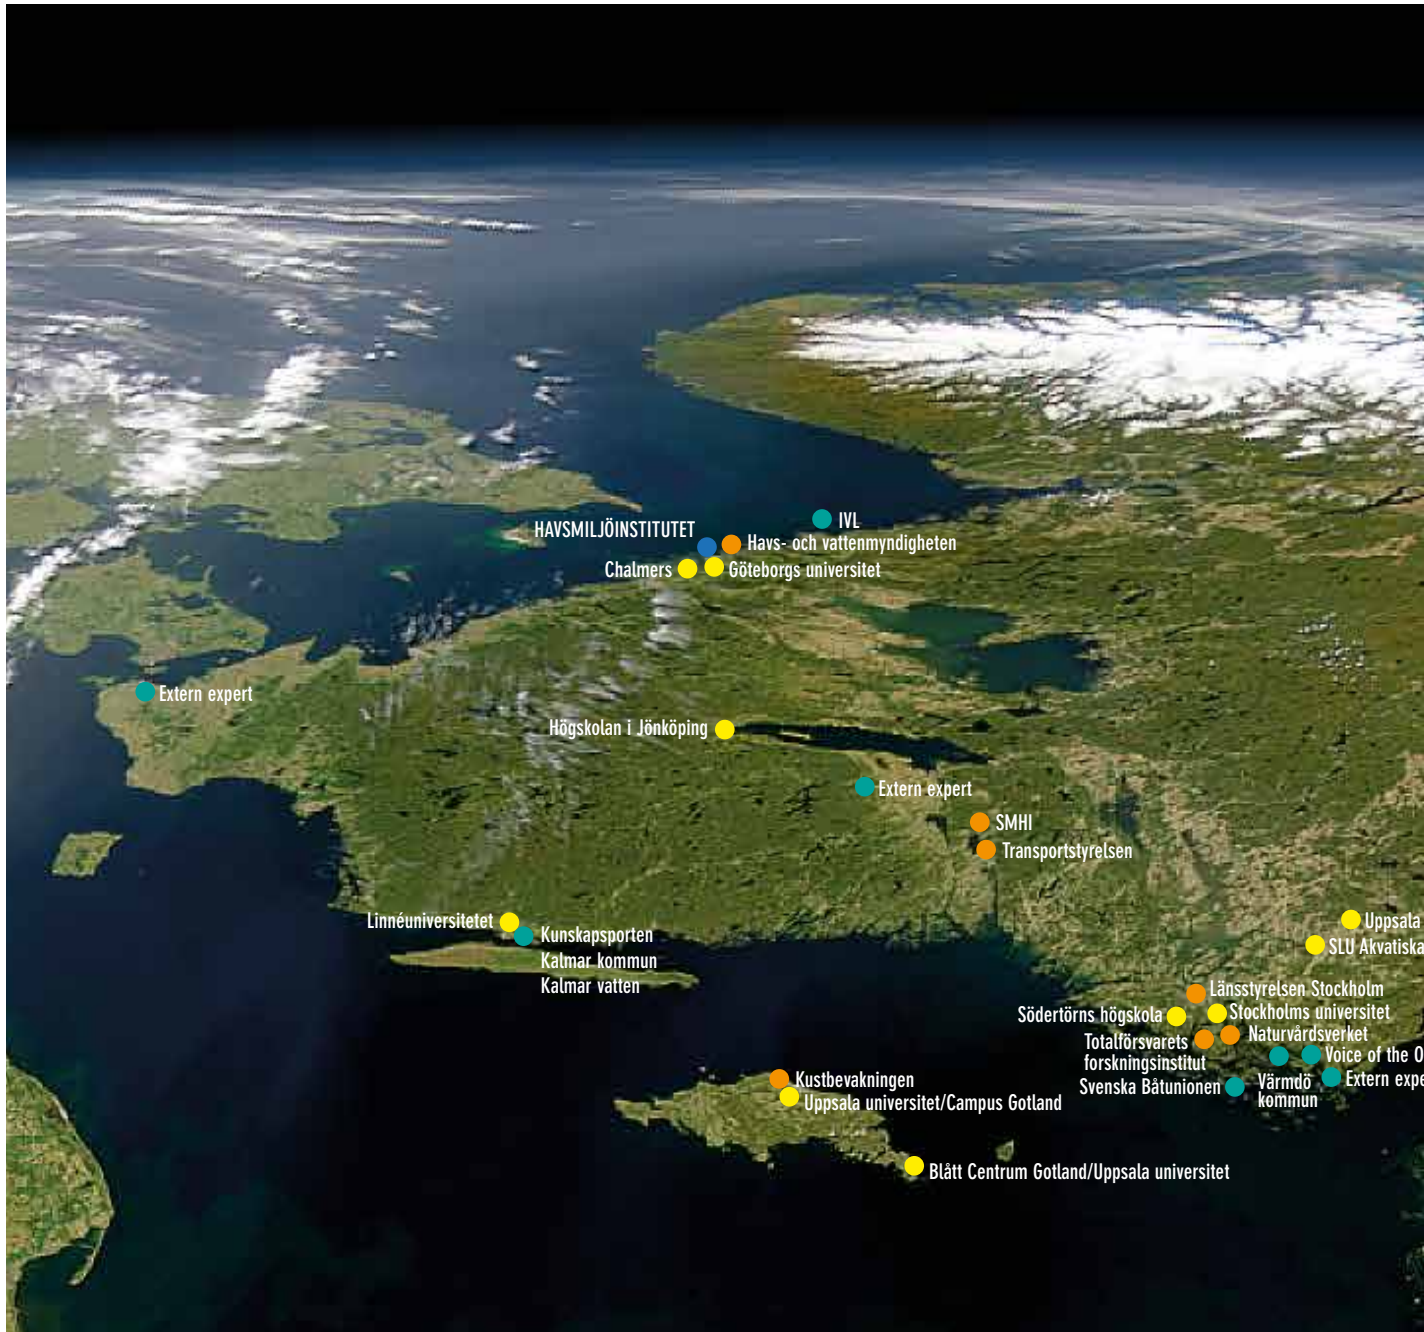 IVL
HAVSMILJÖINSTITUTET
Havs- och vattenmyndigheten
Chalmers
Göteborgs universitet
Extern expert
Högskolan i Jönköping
Extern expert
SMHI
Transportstyrelsen
Linnéuniversitetet
Kunskapsporten
Kalmar kommun
Kalmar vatten
Uppsala
SLU Akvatiska
Länsstyrelsen Stockholm
Södertörns högskola
Stockholms universitet
Naturvårdsverket
Totalförsvarets
forskningsinstitut
Voice of the O
Svenska Båtunionen
Värmdö
kommun
Extern expe
Kustbevakningen
Uppsala universitet/Campus Gotland
Blått Centrum Gotland/Uppsala universitet